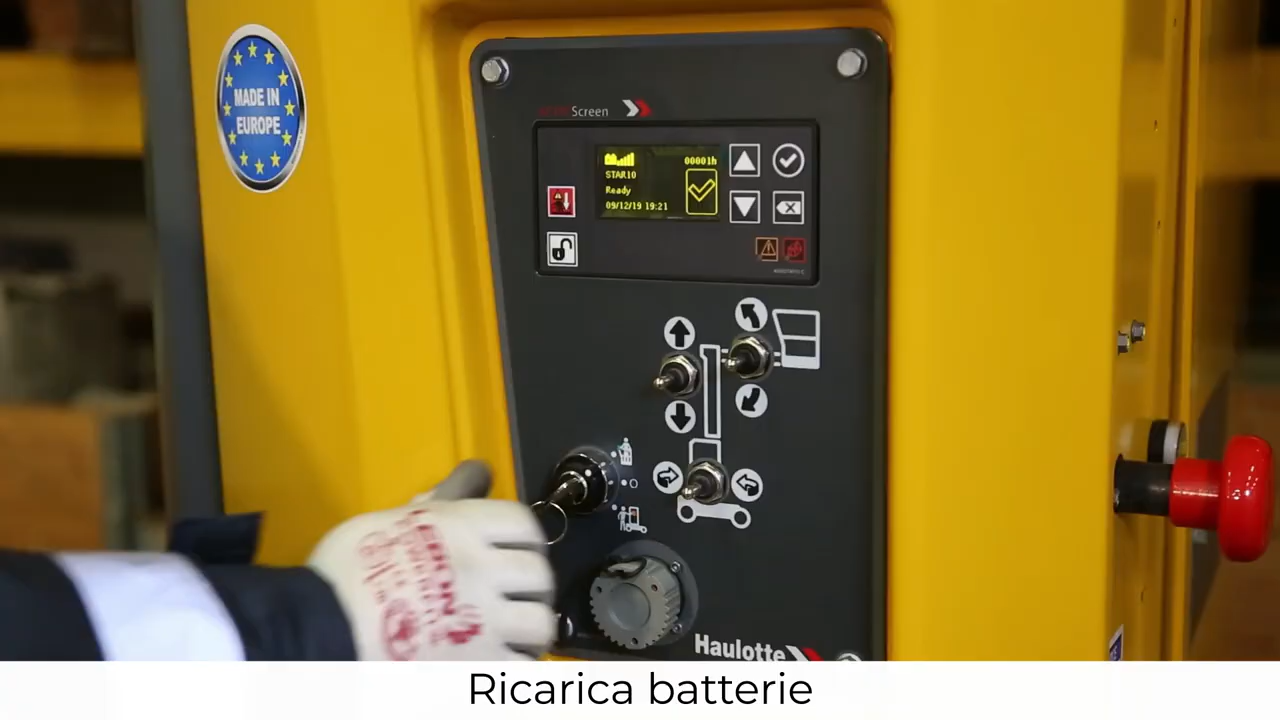 MADE IN
EUROPE
Screen
00001h
STAR10
Ready
09/12/19 19:21
Haulotte
Ricarica batterie